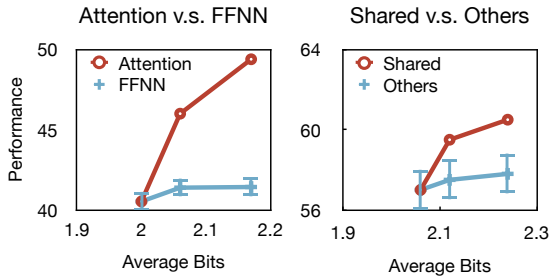 Attention v.s. FFNN
Performance
50
45
40
Attention
FFNN
1.9
2
2.1
2.2
Average Bits
Shared v.s. Others
64
60
56
Shared
Others
1.9
2.1
2.3
Average Bits